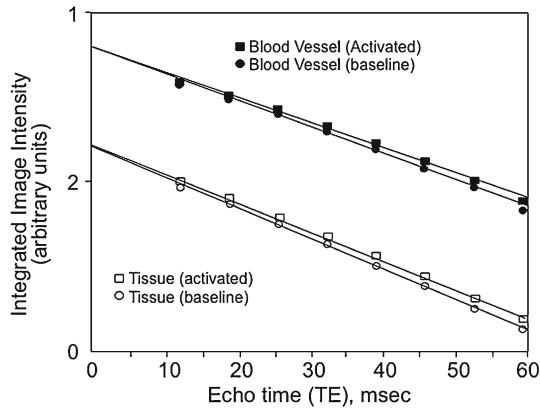 1
Blood Vessel (Activated)
Blood Vessel (baseline)
Integrated Image Intensity
(arbitrary units)
2
Tissue (activated)
Tissue (baseline)
0
0 10 20 30 40 50 60
Echo time (TE), msec